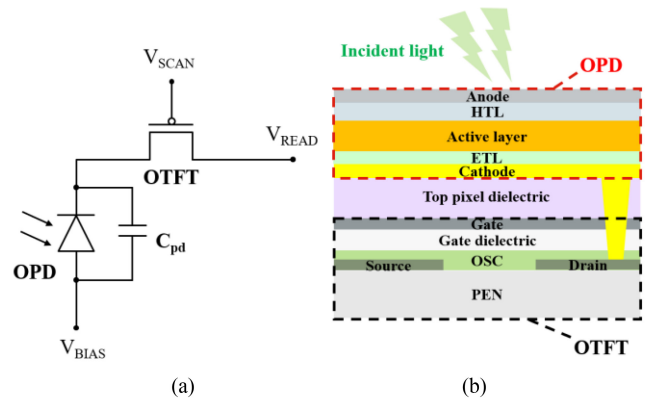 V_SCAN
V_READ
OTFT
OPD
C_pd
V_BIAS
(a)
Incident light
OPD
Anode
HTL
Active layer
ETL
Cathode
Top pixel dielectric
Gate
Gate dielectric
OSC
Source
Drain
PEN
OTFT
(b)